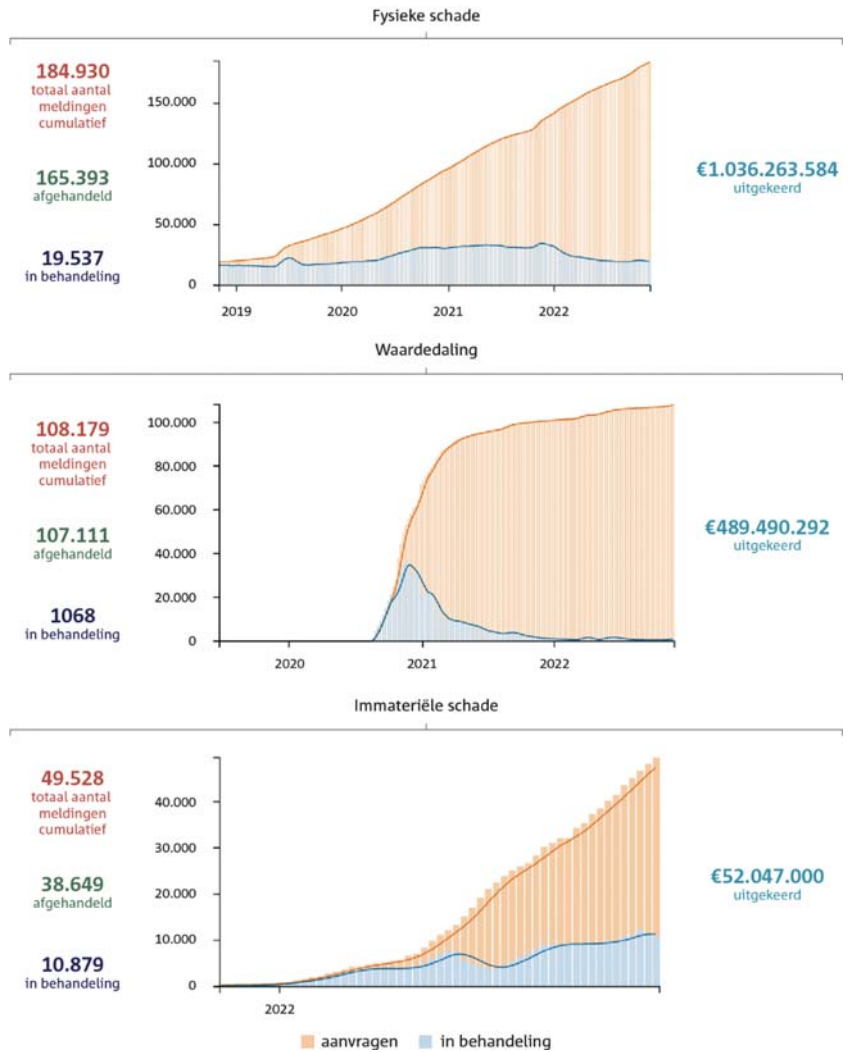 Fysieke schade
184.930
totaal aantal
meldingen
cumulatief
165.393
afgehandeld
19.537
in behandeling
150.000
100.000
50.000
0
2019
2020
2021
2022
€1.036.263.584
uitgekeerd
Waardedaling
108.179
totaal aantal
meldingen
cumulatief
107.111
afgehandeld
1068
in behandeling
100.000
80.000
60.000
40.000
20.000
0
2020
2021
2022
€489.490.292
uitgekeerd
Immateriële schade
49.528
totaal aantal
meldingen
cumulatief
38.649
afgehandeld
10.879
in behandeling
40.000
30.000
20.000
10.000
0
2022
€52.047.000
uitgekeerd
aanvragen
in behandeling